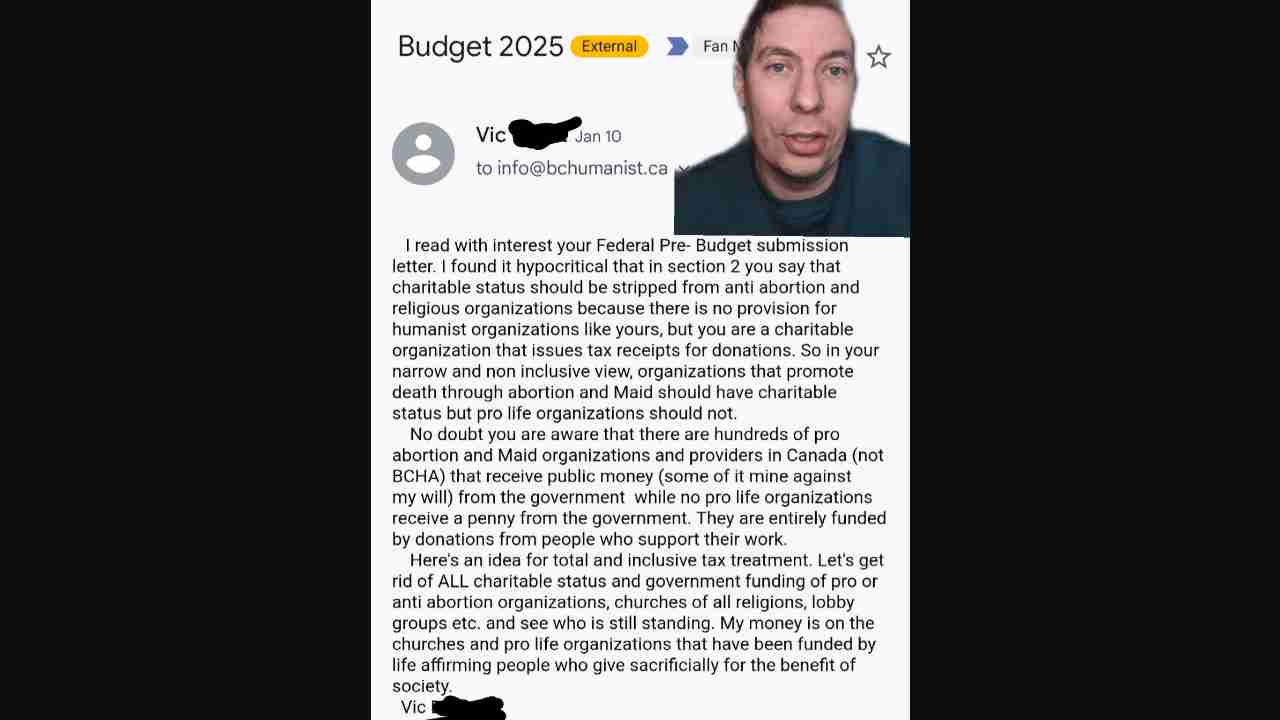 Budget 2025 External Fan
Vic Jan 10
to info@bchumanist.ca
I read with interest your Federal Pre- Budget submission
letter. I found it hypocritical that in section 2 you say that
charitable status should be stripped from anti abortion and
religious organizations because there is no provision for
humanist organizations like yours, but you are a charitable
organization that issues tax receipts for donations. So in your
narrow and non inclusive view, organizations that promote
death through abortion and Maid should have charitable
status but pro life organizations should not.
No doubt you are aware that there are hundreds of pro
abortion and Maid organizations and providers in Canada (not
BCHA) that receive public money (some of it mine against
my will) from the government while no pro life organizations
receive a penny from the government. They are entirely funded
by donations from people who support their work.
Here's an idea for total and inclusive tax treatment. Let's get
rid of ALL charitable status and government funding of pro or
anti abortion organizations, churches of all religions, lobby
groups etc. and see who is still standing. My money is on the
churches and pro life organizations that have been funded by
life affirming people who give sacrificially for the benefit of
society.
Vic